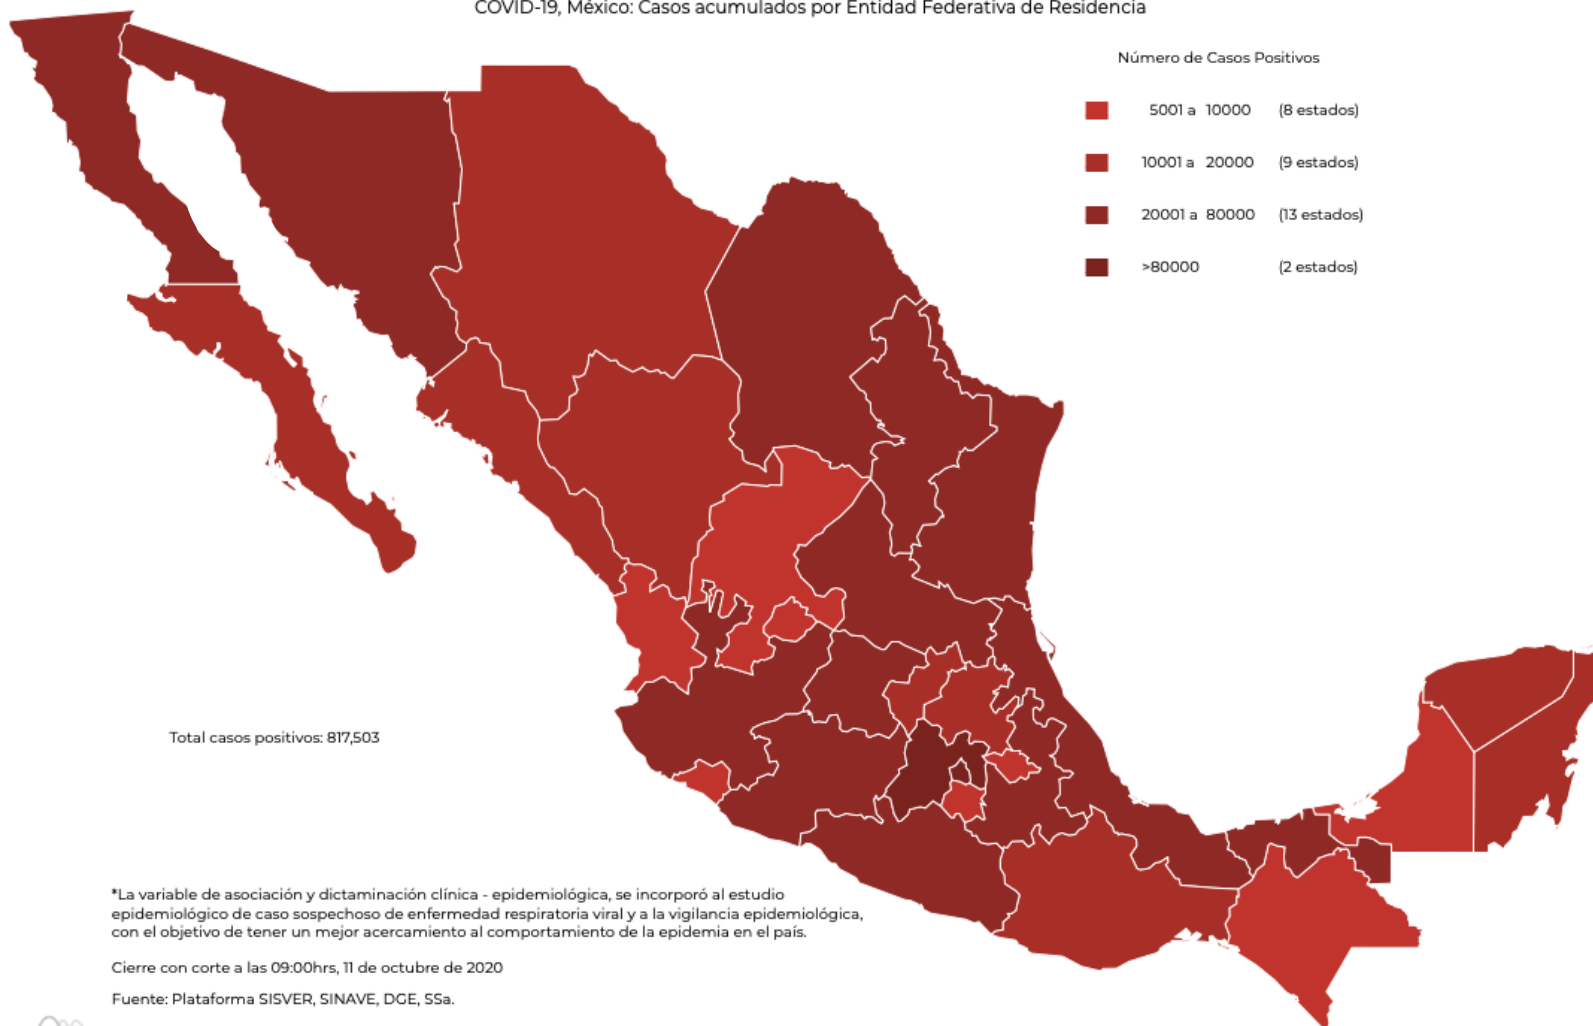 COVID-19, México: Casos acumulados por Entidad Federativa de Residencia
Número de Casos Positivos
5001 a 10000 (8 estados)
10001 a 20000 (9 estados)
20001 a 80000 (13 estados)
>80000 (2 estados)
Total casos positivos: 817,503
*La variable de asociación y dictaminación clínica - epidemiológica, se incorporó al estudio
epidemiológico de caso sospechoso de enfermedad respiratoria viral y a la vigilancia epidemiológica,
con el objetivo de tener un mejor acercamiento al comportamiento de la epidemia en el país.
Cierre con corte a las 09:00hrs, 11 de octubre de 2020
Fuente: Plataforma SISVER, SINAVE, DGE, SSa.